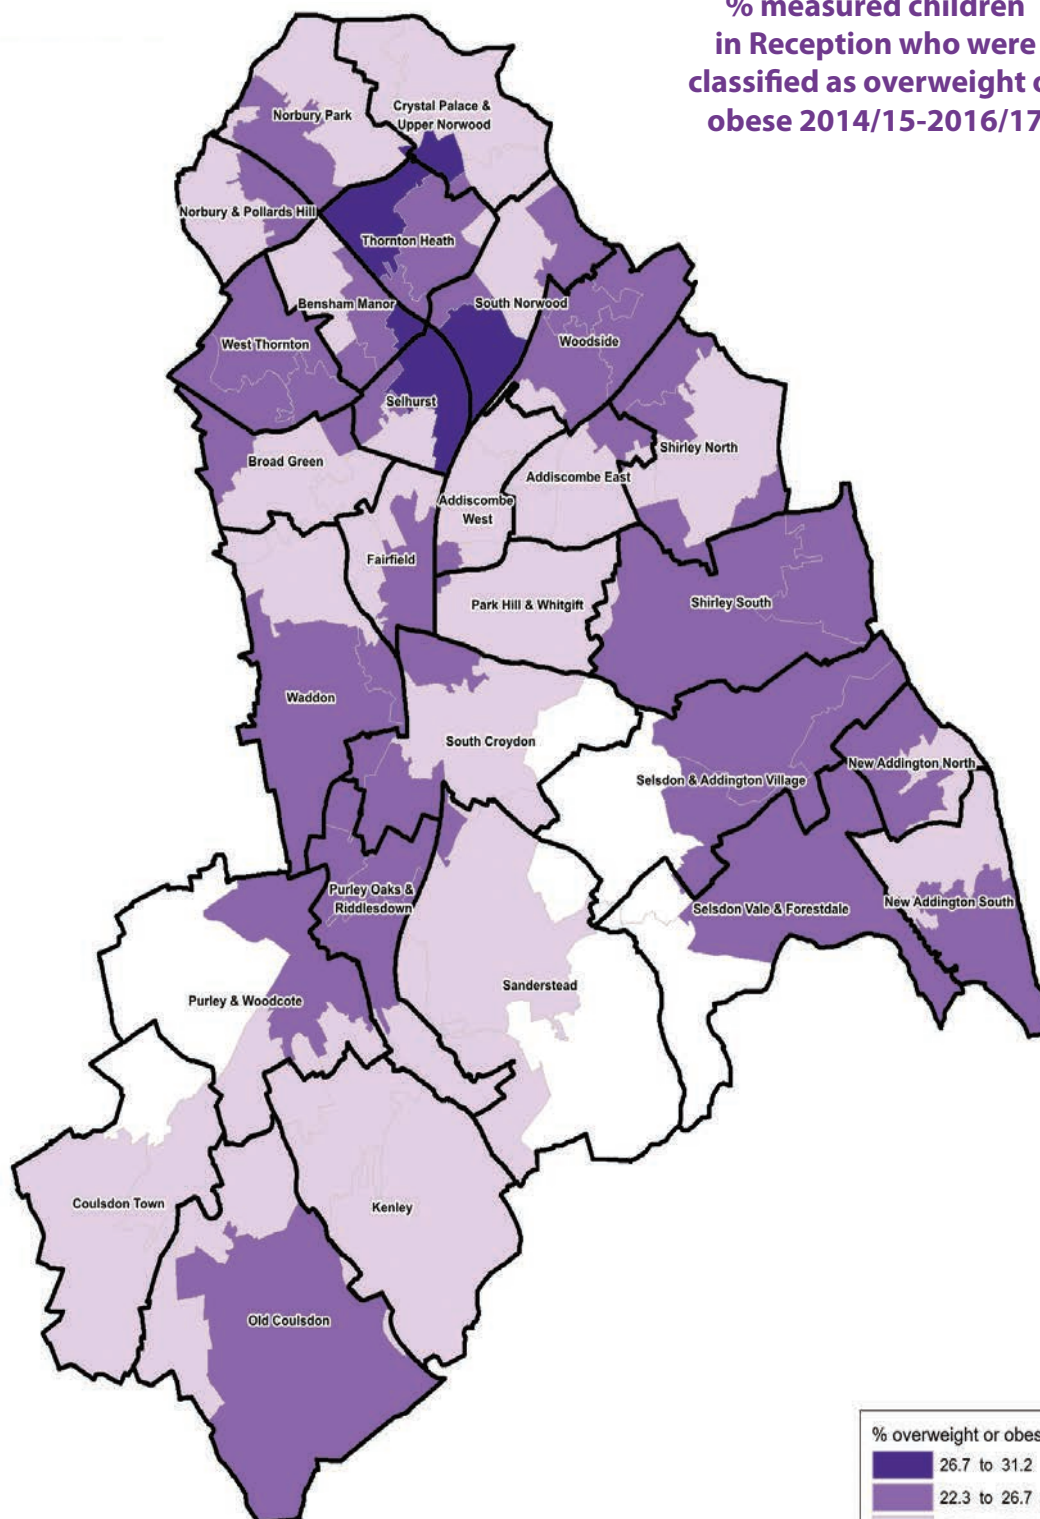 % measured children
in Reception who were
classified as overweight
obese 2014/15-2016/17
Norbury Park
Crystal Palace &
Upper Norwood
Norbury & Pollards Hill
Thornton Heath
Bensham Manor
South Norwood
West Thornton
Woodside
Selhurst
Broad Green
Shirley North
Addiscombe East
Addiscombe
West
Fairfield
Park Hill & Whitgift
Shirley South
Waddon
South Croydon
New Addington North
Selsdon & Addington Village
Purley Oaks &
Riddlesdown
Selsdon Vale & Forestdale
New Addington South
Sanderstead
Purley & Woodcote
Coulsdon Town
Kenley
Old Coulsdon
% overweight or obes
26.7 to 31.2
22.3 to 26.7